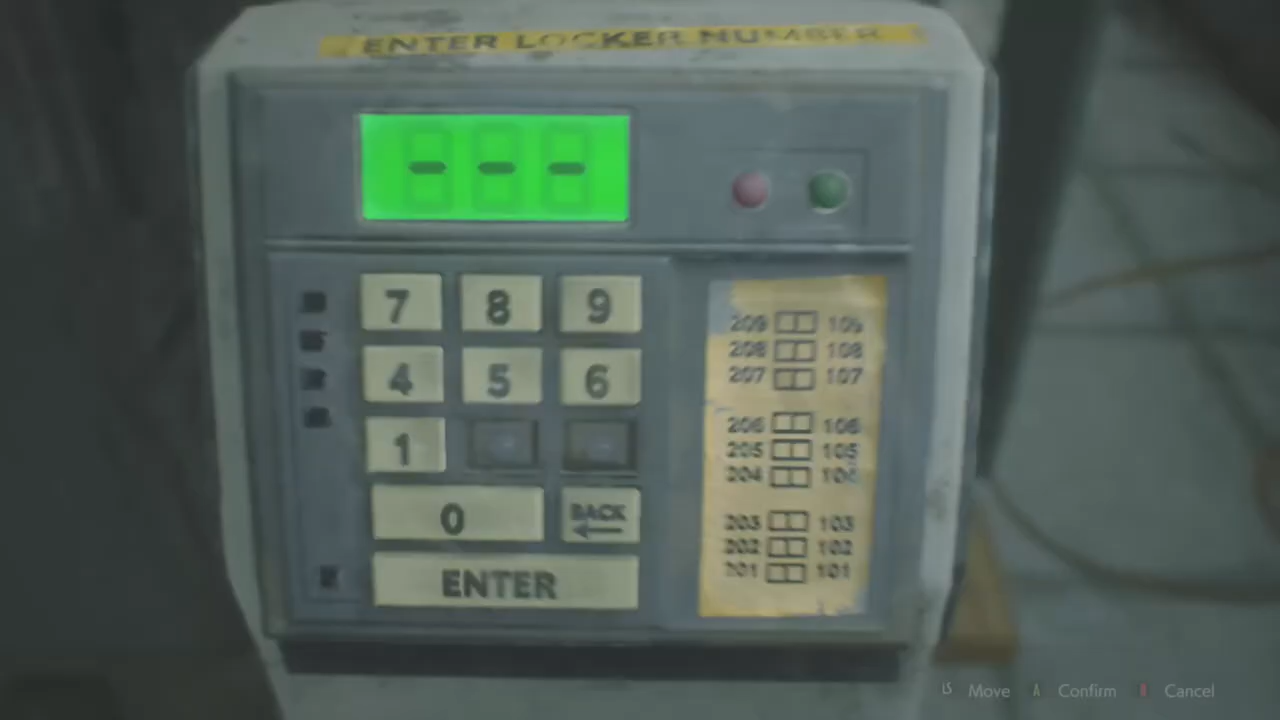 ENTER LOCKER NUMBER
- - -
7 8 9
4 5 6
1
0 BACK
ENTER
209 109
208 108
207 107
206 106
205 105
204 104
203 103
202 102
201 101
LS Move A Confirm B Cancel